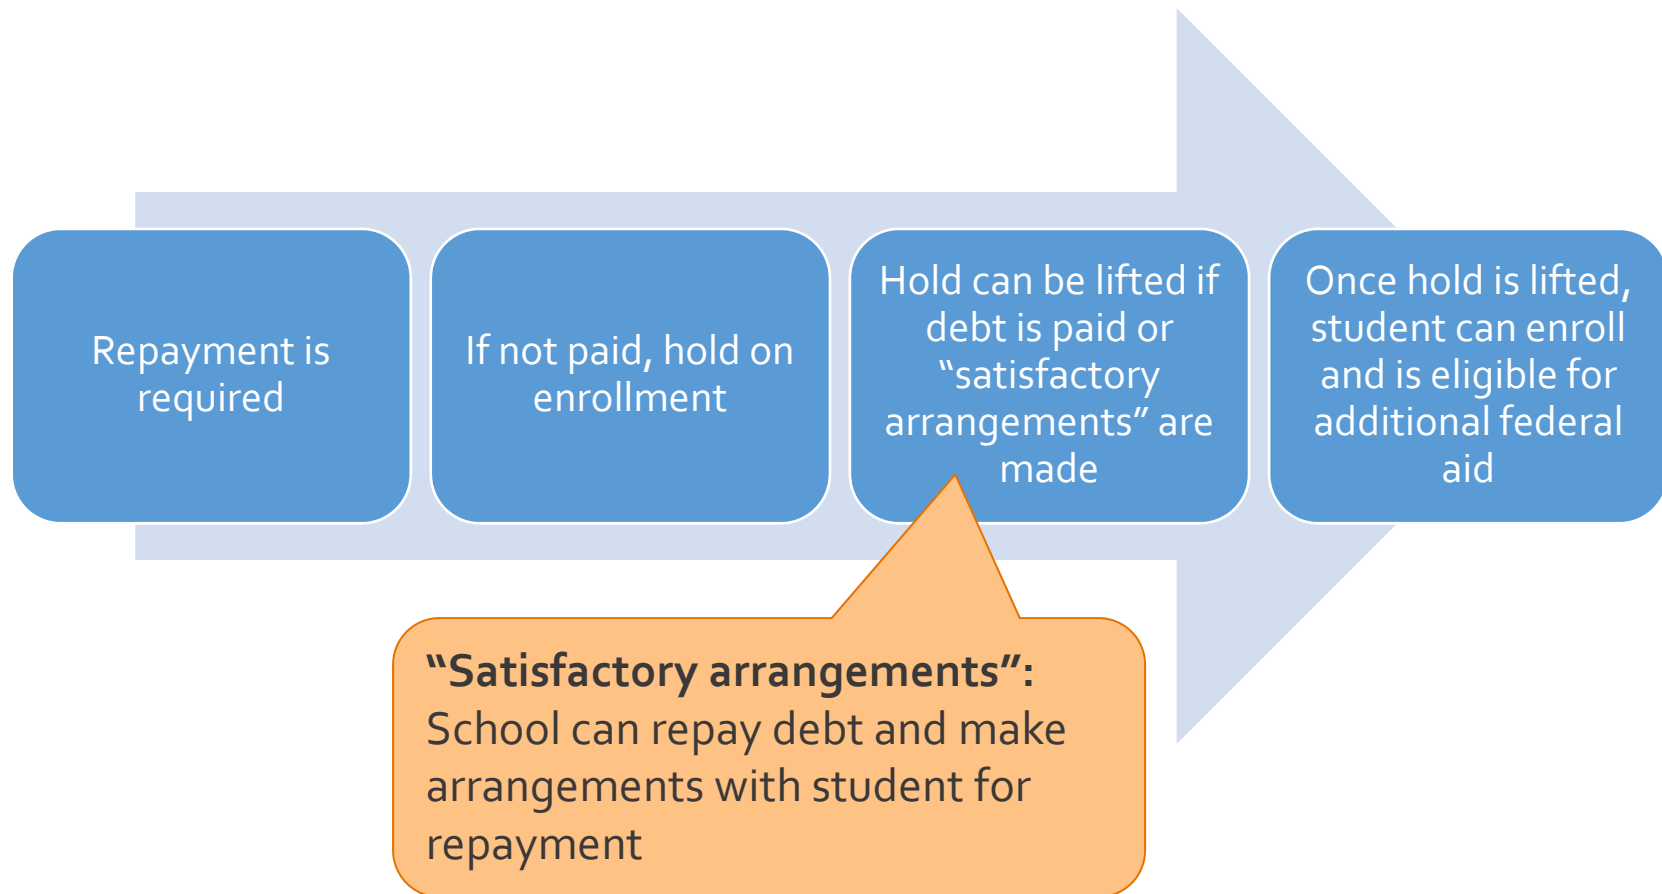 Repayment is
required
If not paid, hold on
enrollment
Hold can be lifted if
debt is paid or
“satisfactory
arrangements” are
made
Once hold is lifted,
student can enroll
and is eligible for
additional federal
aid
“Satisfactory arrangements”:
School can repay debt and make
arrangements with student for
repayment